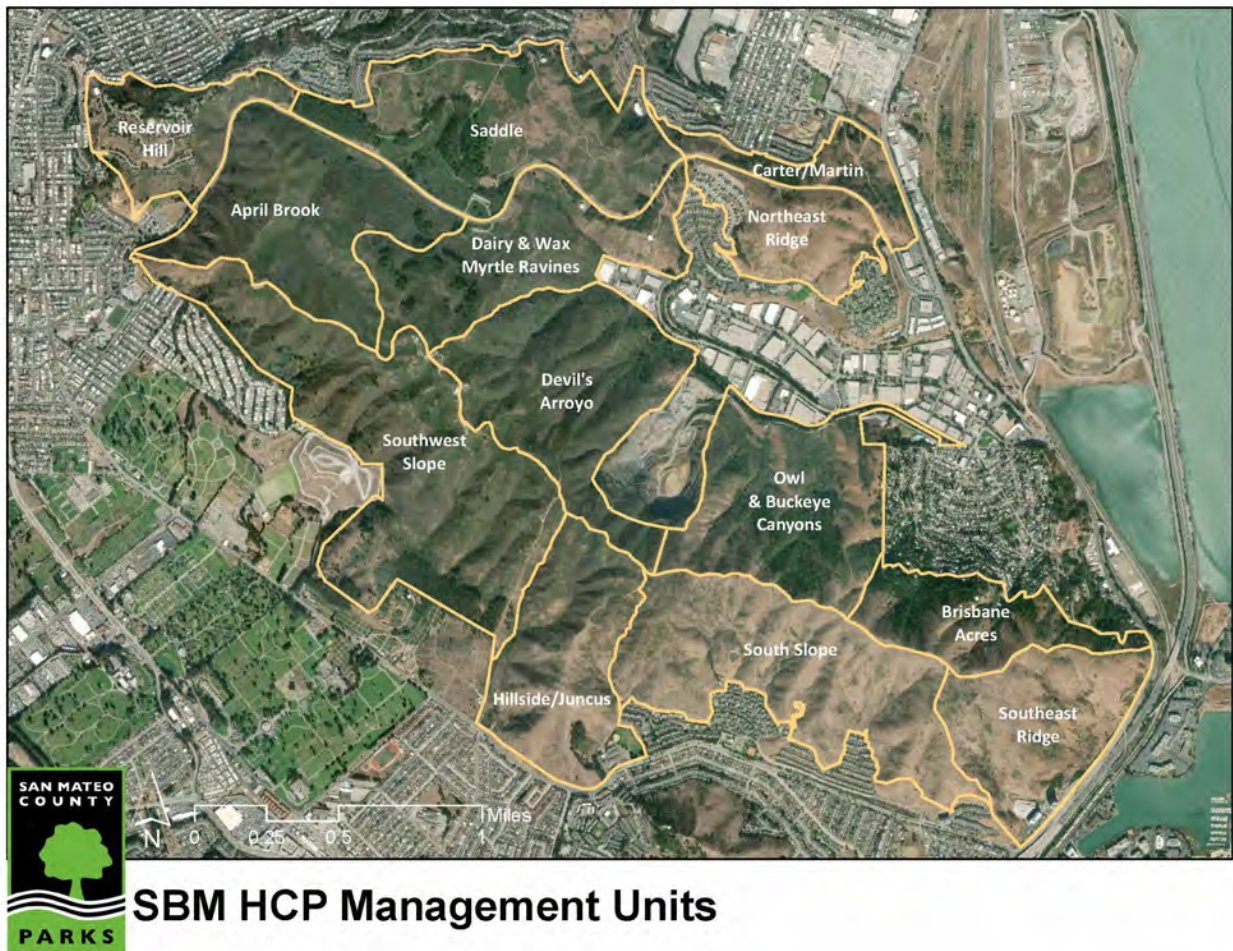 Reservoir
Hill
Saddle
Carter/Martin
April Brook
Northeast
Ridge
Dairy & Wax
Myrtle Ravines
Devil's
Arroyo
Southwest
Slope
Owl
& Buckeye
Canyons
Brisbane
Acres
South Slope
Hillside/Juncus
Southeast
Ridge
SAN MATEO
COUNTY
PARKS
N
0 0.25 0.5 1
Miles
SBM HCP Management Units